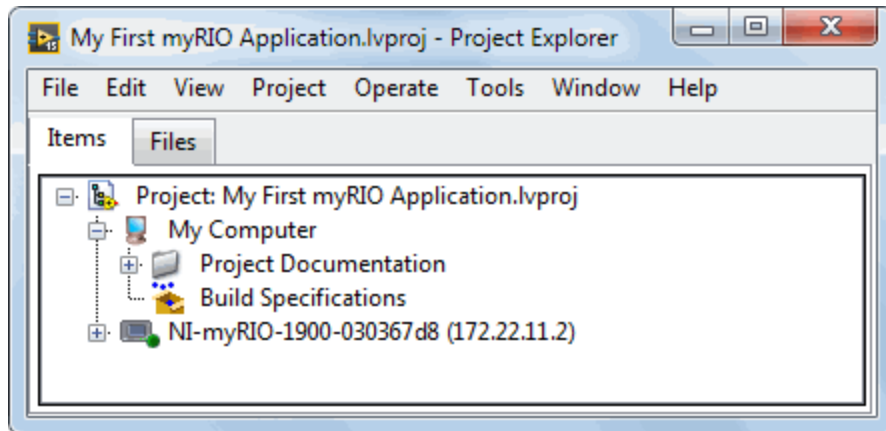 My First myRIO Application.lvproj - Project Explorer
File Edit View Project Operate Tools Window Help
Items Files
Project: My First myRIO Application.lvproj
My Computer
Project Documentation
Build Specifications
NI-myRIO-1900-030367d8 (172.22.11.2)